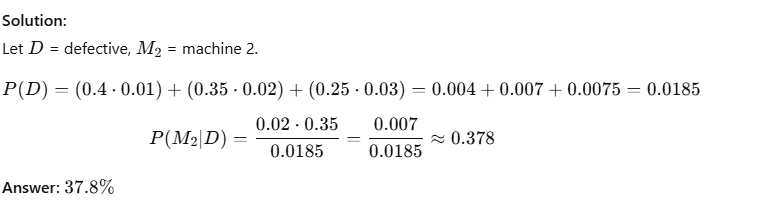 Solution:
Let D = defective, M₂ = machine 2.
P(D) = (0.4 · 0.01) + (0.35 · 0.02) + (0.25 · 0.03) = 0.004 + 0.007 + 0.0075 = 0.0185
P(M₂|D) = 0.02 · 0.35 / 0.0185 = 0.007 / 0.0185 ≈ 0.378
Answer: 37.8%